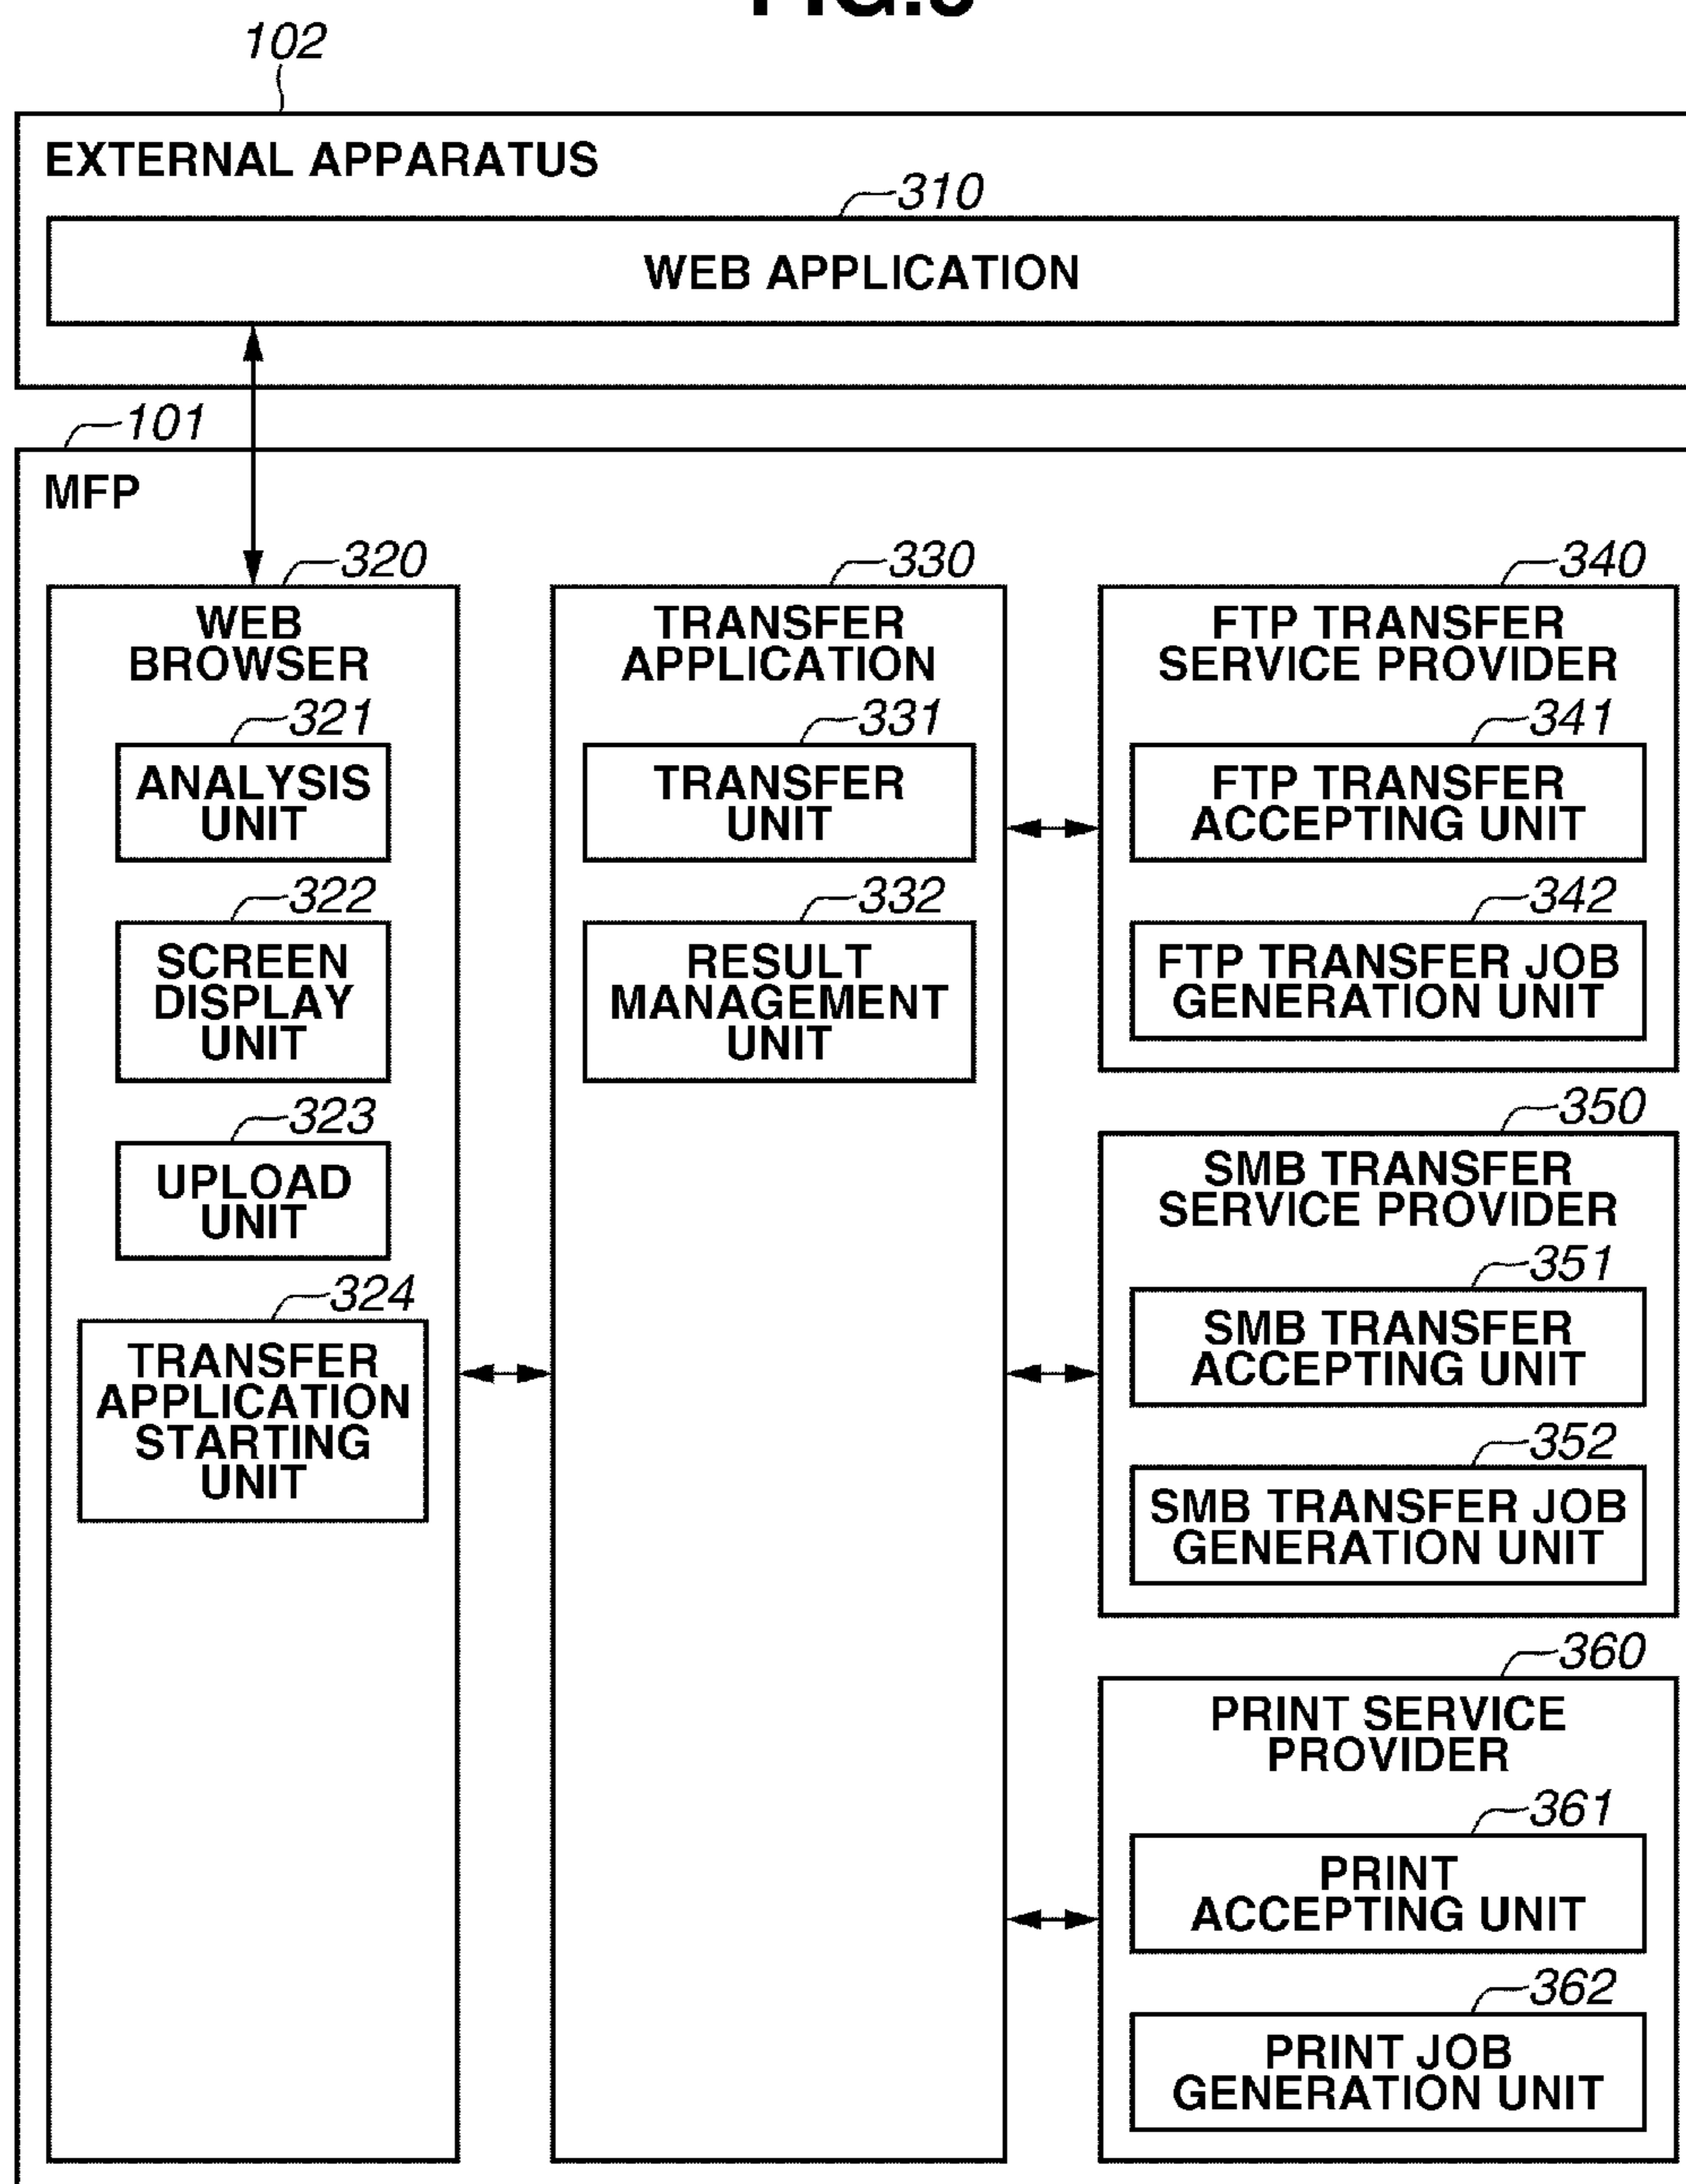 102
EXTERNAL APPARATUS
310
WEB APPLICATION
101
MFP
320
WEB
BROWSER
321
ANALYSIS
UNIT
322
SCREEN
DISPLAY
UNIT
323
UPLOAD
UNIT
324
TRANSFER
APPLICATION
STARTING
UNIT
330
TRANSFER
APPLICATION
331
TRANSFER
UNIT
332
RESULT
MANAGEMENT
UNIT
340
FTP TRANSFER
SERVICE PROVIDER
341
FTP TRANSFER
ACCEPTING UNIT
342
FTP TRANSFER JOB
GENERATION UNIT
350
SMB TRANSFER
SERVICE PROVIDER
351
SMB TRANSFER
ACCEPTING UNIT
352
SMB TRANSFER JOB
GENERATION UNIT
360
PRINT SERVICE
PROVIDER
361
PRINT
ACCEPTING UNIT
362
PRINT JOB
GENERATION UNIT